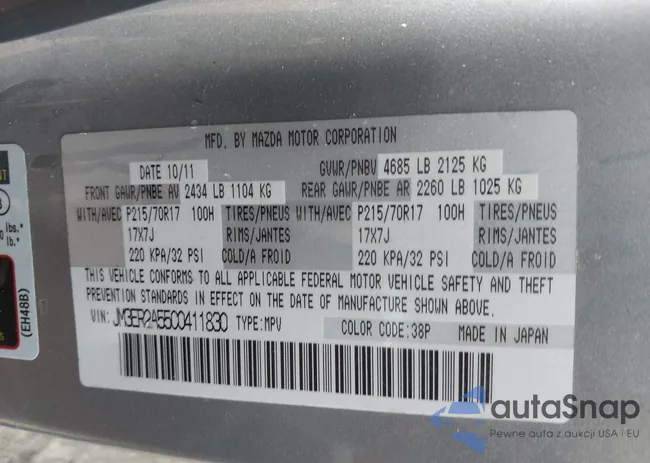 MFD. BY MAZDA MOTOR CORPORATION
DATE 10/11 GVWR/PNBV 4685 LB 2125 KG
FRONT GAWR/PNBE AV 2434 LB 1104 KG REAR GAWR/PNBE AR 2260 LB 1025 KG
WITH/AVEC P215/70R17 100H TIRES/PNEUS WITH/AVEC P215/70R17 100H TIRES/PNEUS
17X7J RIMS/JANTES 17X7J RIMS/JANTES
220 KPA/32 PSI COLD/A FROID 220 KPA/32 PSI COLD/A FROID
THIS VEHICLE CONFORMS TO ALL APPLICABLE FEDERAL MOTOR VEHICLE SAFETY AND THEFT
PREVENTION STANDARDS IN EFFECT ON THE DATE OF MANUFACTURE SHOWN ABOVE.
VIN: JM3ER2A55C0411830 TYPE: MPV COLOR CODE: 38P MADE IN JAPAN
(EH48B)
lbs.*
lb.*
autaSnap
Pewne auta z aukcji USA i EU